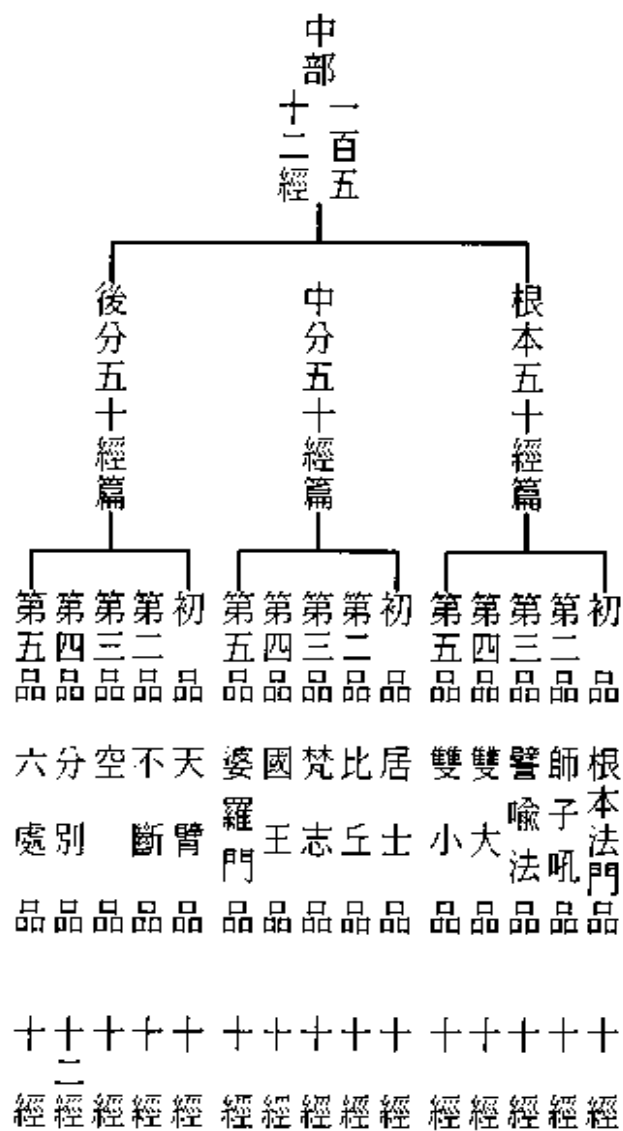 中部
一百五
十二經
根本五十經篇
初品 根本法門品 十經
第二品 師子吼品 十經
第三品 譬喻法品 十經
第四品 雙大品 十經
第五品 雙小品 十經
中分五十經篇
初品 居士品 十經
第二品 比丘品 十經
第三品 梵志品 十經
第四品 國王品 十經
第五品 婆羅門品 十經
後分五十經篇
初品 天臂品 十經
第二品 不斷品 十經
第三品 空品 十經
第四品 分別品 十二經
第五品 六處品 十經